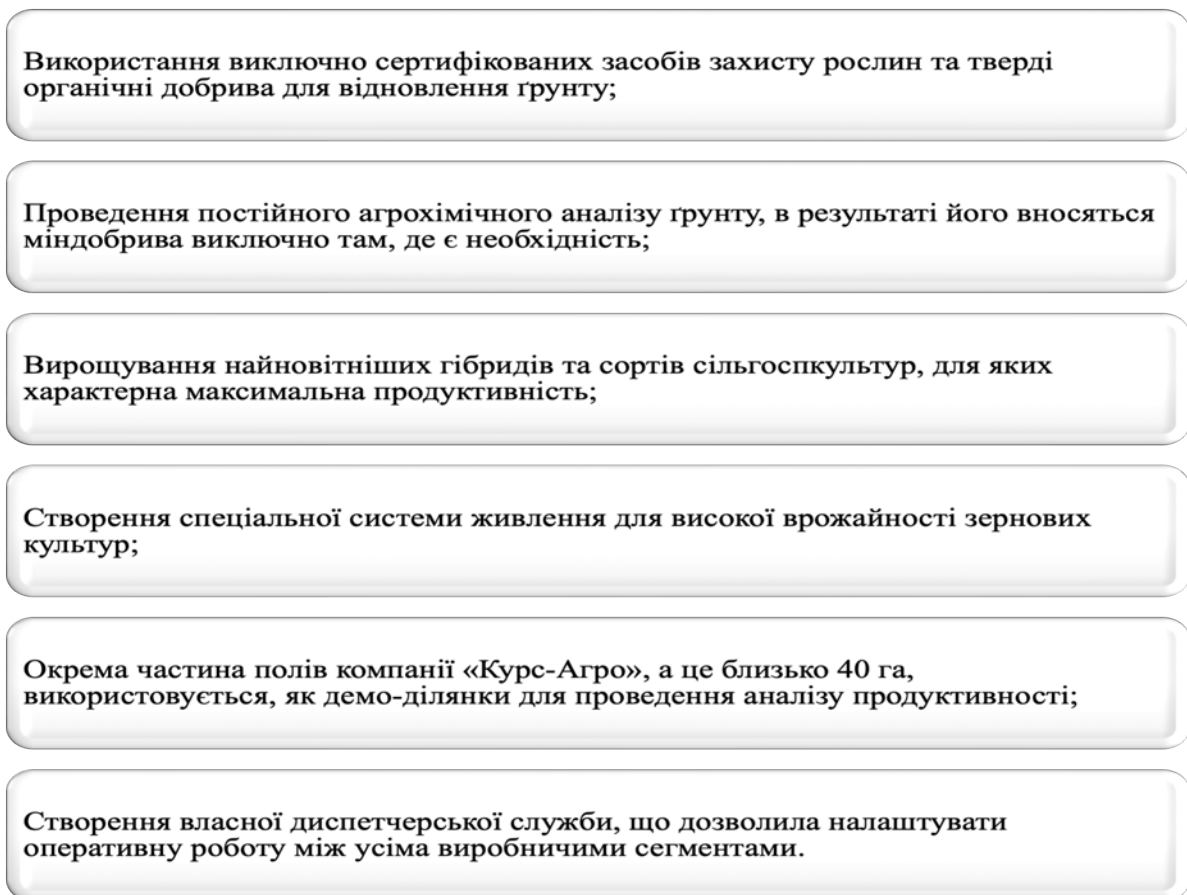 Використання виключно сертифікованих засобів захисту рослин та тверді
органічні добрива для відновлення ґрунту;
Проведення постійного агрохімічного аналізу ґрунту, в результаті його вносяться
міндобрива виключно там, де є необхідність;
Вирощування найновітніших гібридів та сортів сільгоспкультур, для яких
характерна максимальна продуктивність;
Створення спеціальної системи живлення для високої врожайності зернових
культур;
Окрема частина полів компанії «Курс-Агро», а це близько 40 га,
використовується, як демо-ділянки для проведення аналізу продуктивності;
Створення власної диспетчерської служби, що дозволила налаштувати
оперативну роботу між усіма виробничими сегментами.